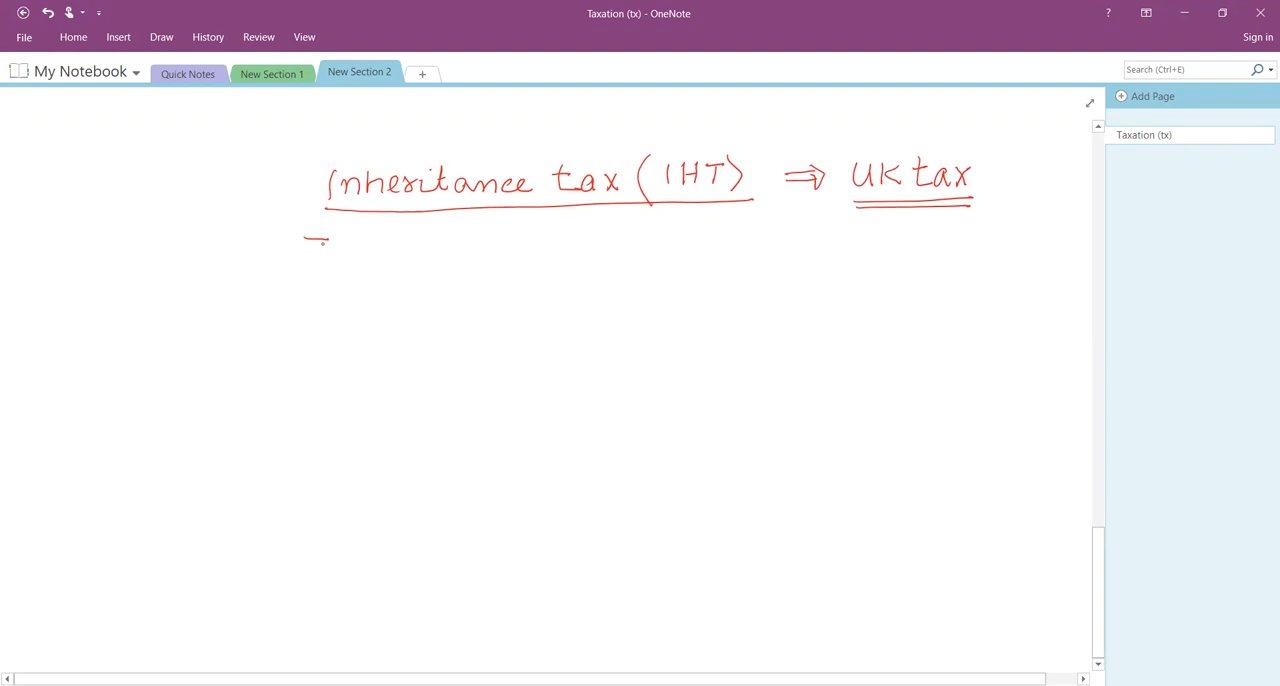 Taxation (tx) - OneNote
?
File Home Insert Draw History Review View
Sign in
My Notebook Quick Notes New Section 1 New Section 2 +
Search (Ctrl+E)
Add Page
Taxation (tx)
Inheritance tax (IHT) ⇒ UK tax